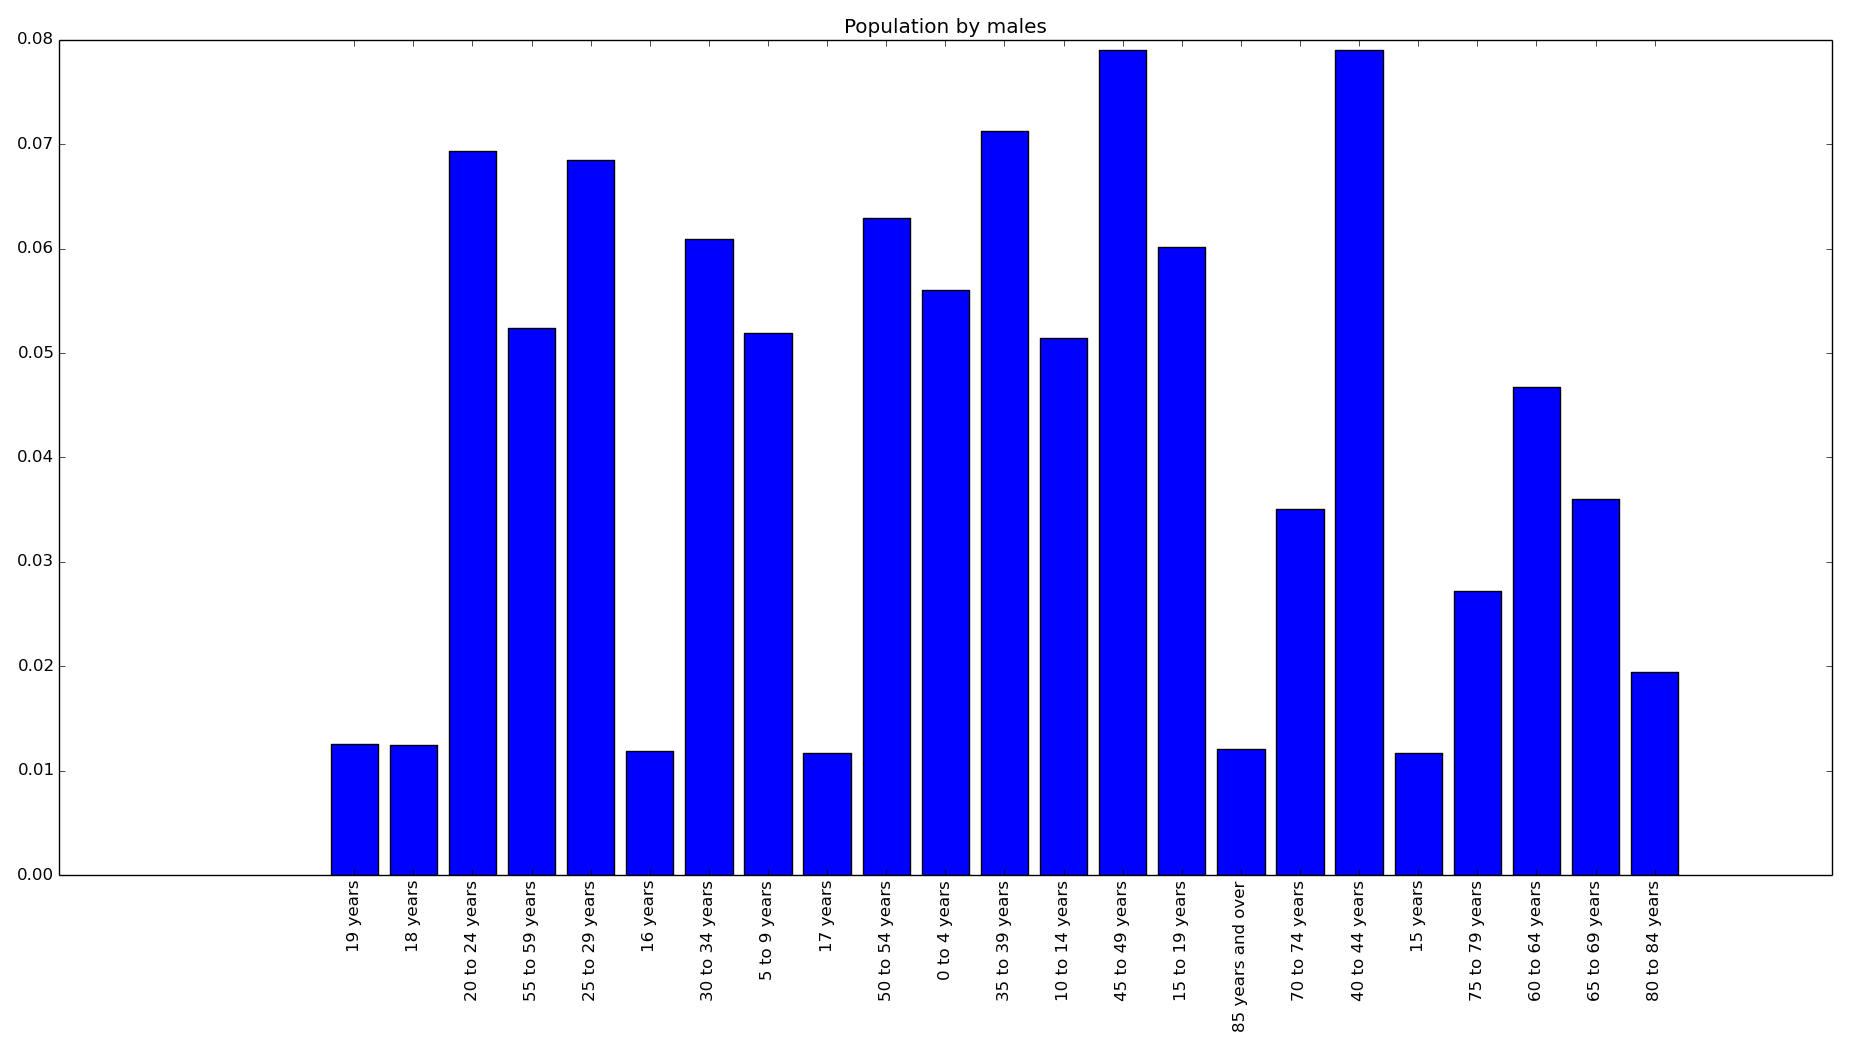 Population by males
0.08
0.07
0.06
0.05
0.04
0.03
0.02
0.01
0.00
19 years
18 years
20 to 24 years
55 to 59 years
25 to 29 years
16 years
30 to 34 years
5 to 9 years
17 years
50 to 54 years
0 to 4 years
35 to 39 years
10 to 14 years
45 to 49 years
15 to 19 years
85 years and over
70 to 74 years
40 to 44 years
15 years
75 to 79 years
60 to 64 years
65 to 69 years
80 to 84 years